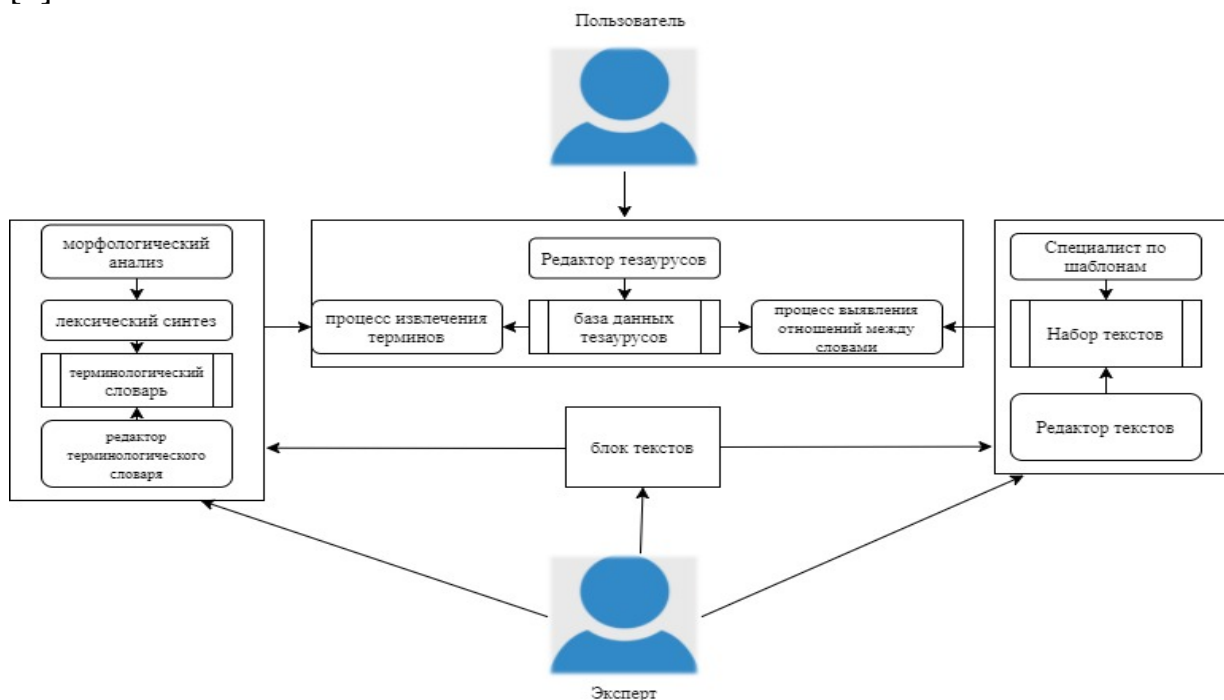 Пользователь
морфологический
анализ
лексический синтез
терминологический
словарь
редактор
терминологического
словаря
Редактор тезаурусов
процесс извлечения
терминов
база данных
тезаурусов
процесс выявления
отношений между
словами
Специалист по
шаблонам
Набор текстов
Редактор текстов
блок текстов
Эксперт